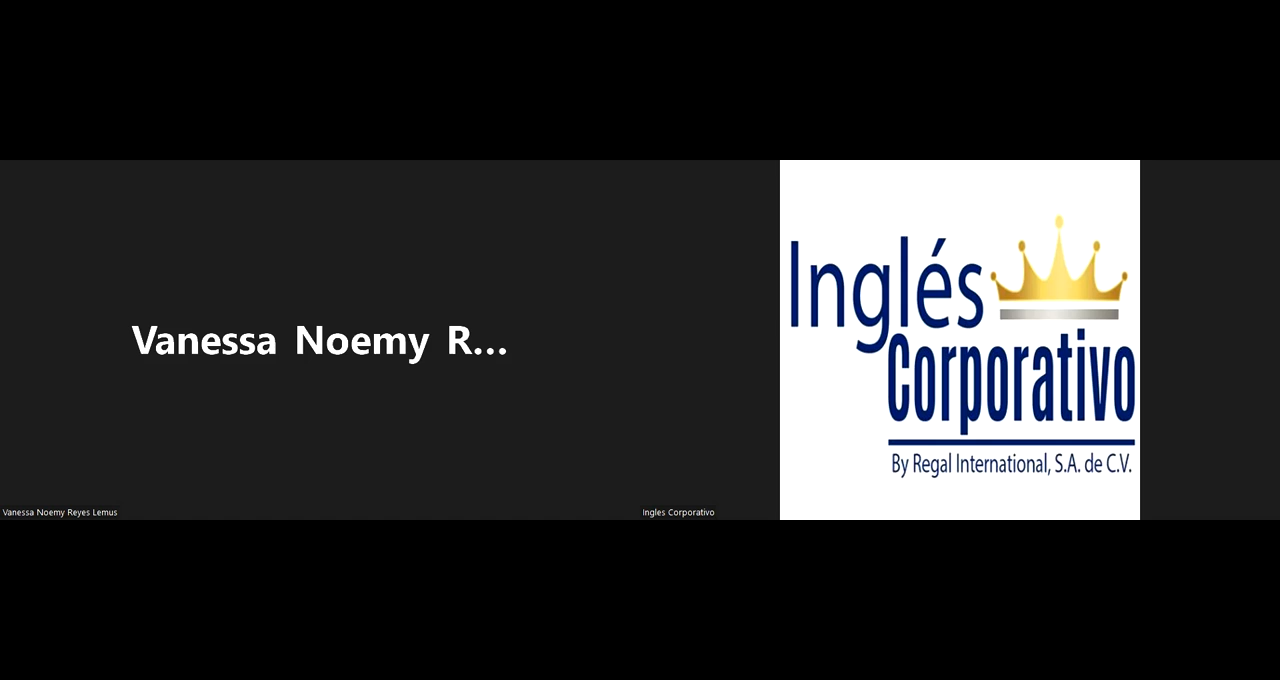 Vanessa Noemy R...
Vanessa Noemy Reyes Lemus
Inglés
Corporativo
By Regal International, S.A. de C.V.
Ingles Corporativo